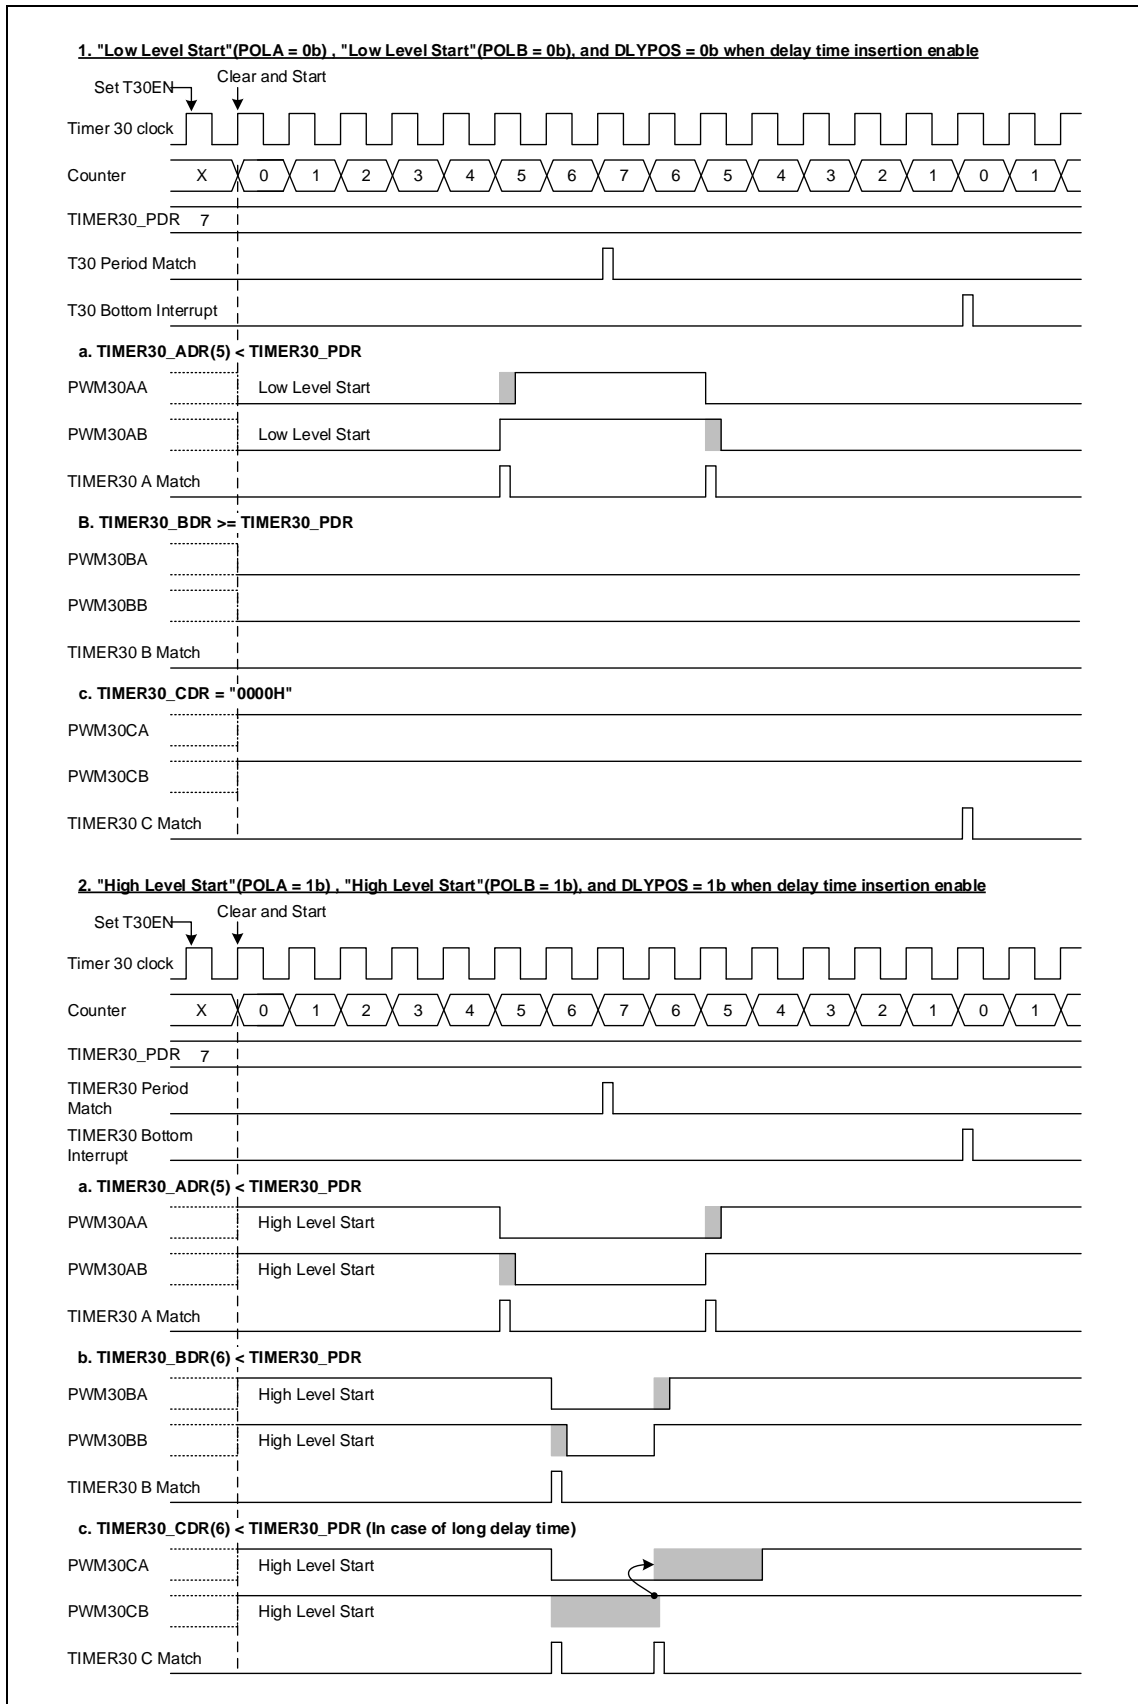 1. "Low Level Start"(POLA = 0b) , "Low Level Start"(POLB = 0b), and DLYPOS = 0b when delay time insertion enable
Set T30EN Clear and Start
Timer 30 clock
Counter X 0 1 2 3 4 5 6 7 6 5 4 3 2 1 0 1
TIMER30_PDR 7
T30 Period Match
T30 Bottom Interrupt
a. TIMER30_ADR(5) < TIMER30_PDR
PWM30AA Low Level Start
PWM30AB Low Level Start
TIMER30 A Match
B. TIMER30_BDR >= TIMER30_PDR
PWM30BA
PWM30BB
TIMER30 B Match
c. TIMER30_CDR = "0000H"
PWM30CA
PWM30CB
TIMER30 C Match
2. "High Level Start"(POLA = 1b) , "High Level Start"(POLB = 1b), and DLYPOS = 1b when delay time insertion enable
Set T30EN Clear and Start
Timer 30 clock
Counter X 0 1 2 3 4 5 6 7 6 5 4 3 2 1 0 1
TIMER30_PDR 7
TIMER30 Period
Match
TIMER30 Bottom
Interrupt
a. TIMER30_ADR(5) < TIMER30_PDR
PWM30AA High Level Start
PWM30AB High Level Start
TIMER30 A Match
b. TIMER30_BDR(6) < TIMER30_PDR
PWM30BA High Level Start
PWM30BB High Level Start
TIMER30 B Match
c. TIMER30_CDR(6) < TIMER30_PDR (In case of long delay time)
PWM30CA High Level Start
PWM30CB High Level Start
TIMER30 C Match